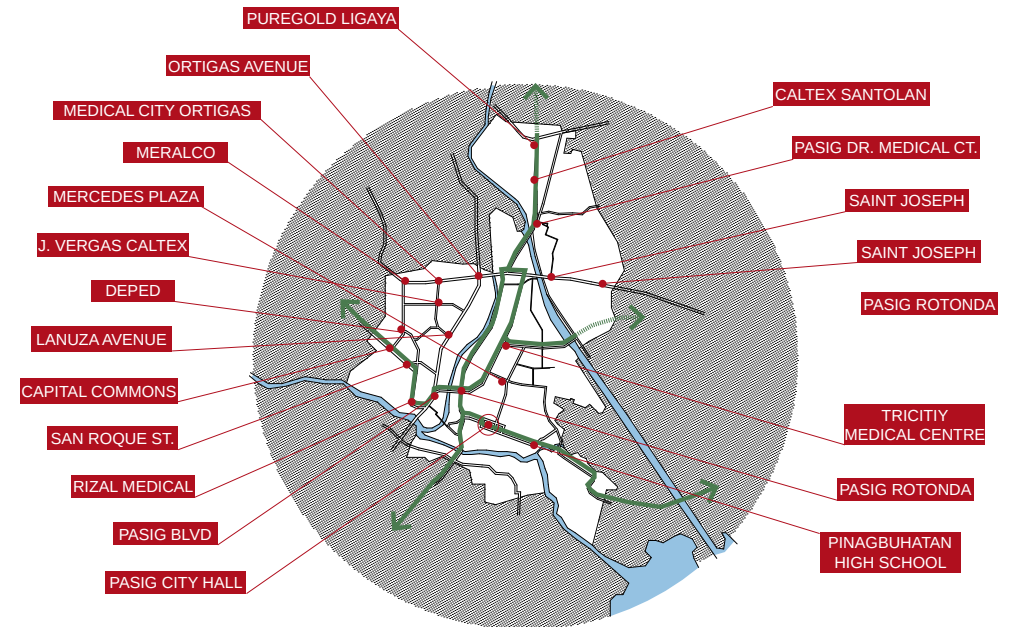 PUREGOLD LIGAYA
ORTIGAS AVENUE
MEDICAL CITY ORTIGAS
MERALCO
MERCEDES PLAZA
J. VERGAS CALTEX
DEPED
LANUZA AVENUE
CAPITAL COMMONS
SAN ROQUE ST.
RIZAL MEDICAL
PASIG BLVD
PASIG CITY HALL
CALTEX SANTOLAN
PASIG DR. MEDICAL CT.
SAINT JOSEPH
SAINT JOSEPH
PASIG ROTONDA
TRICITIY
MEDICAL CENTRE
PASIG ROTONDA
PINAGBUHATAN
HIGH SCHOOL